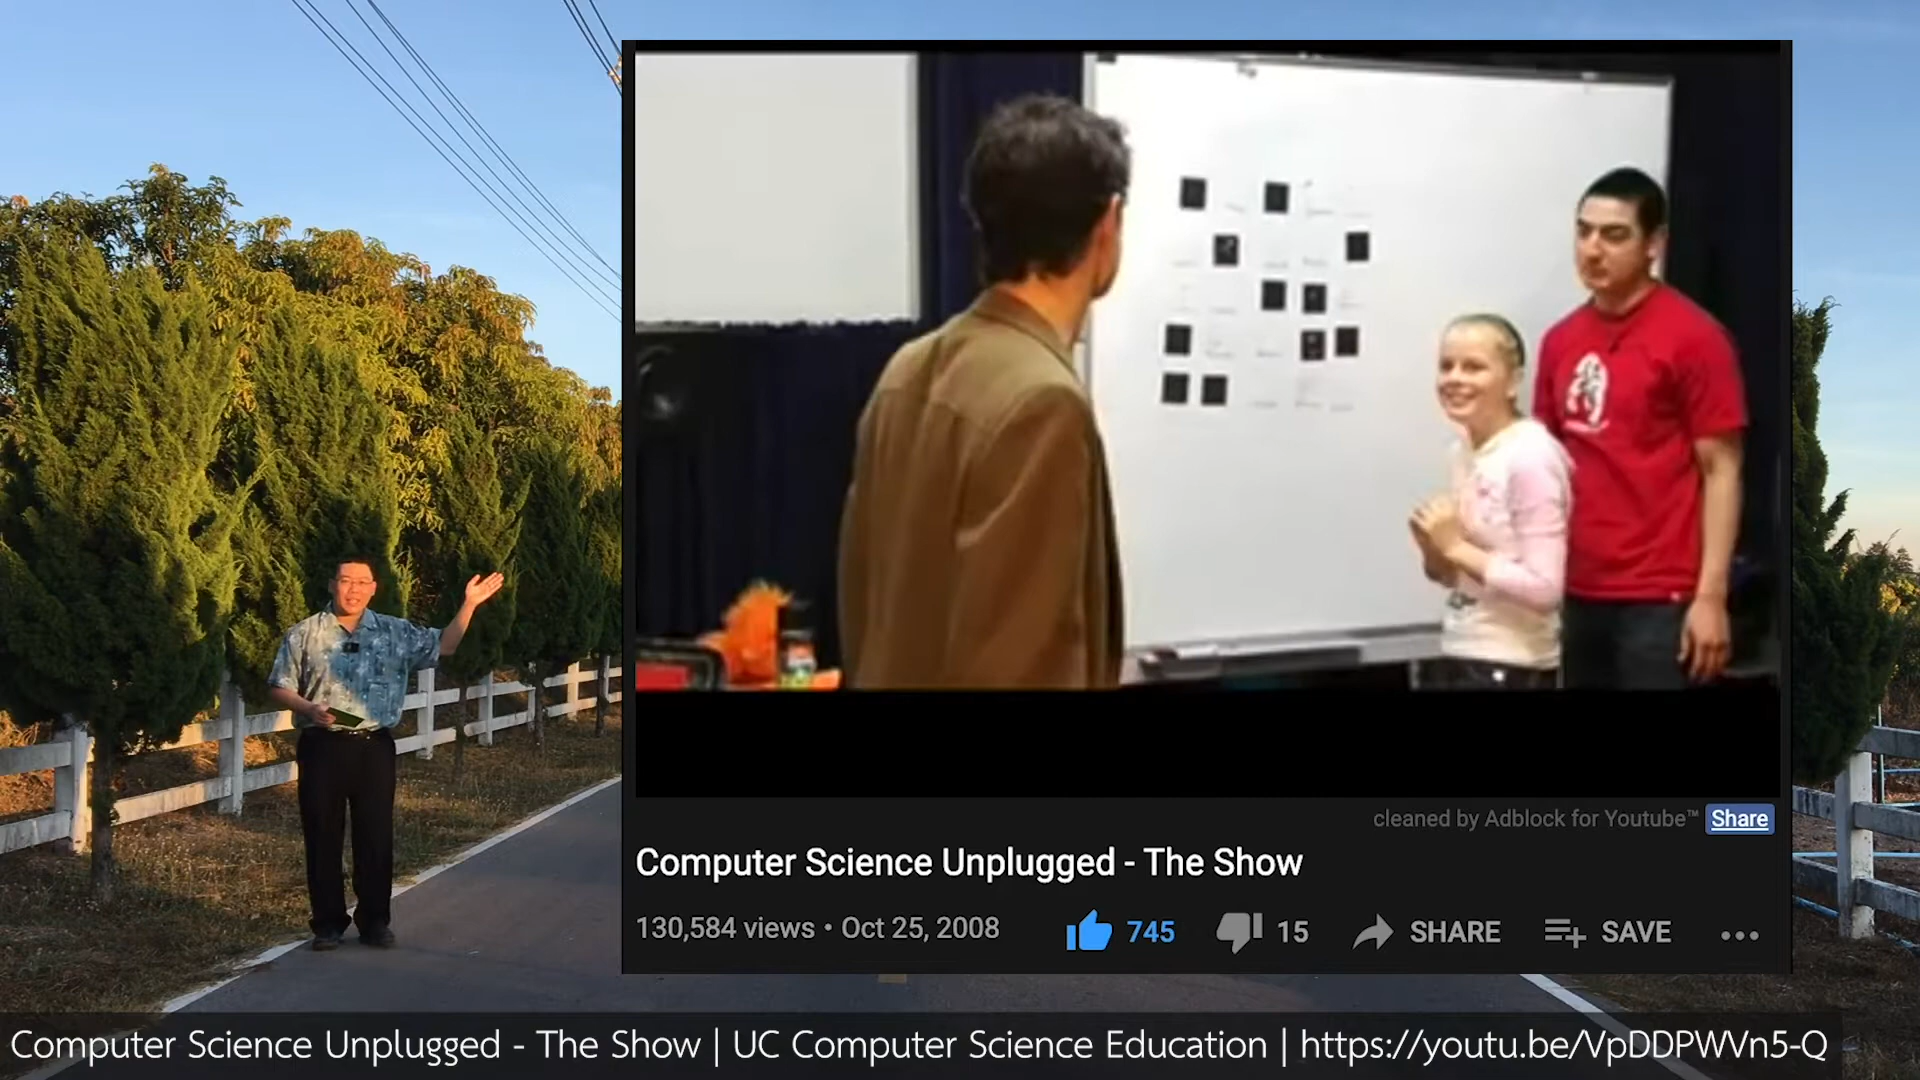 cleaned by Adblock for Youtube™ Share
Computer Science Unplugged - The Show
130,584 views • Oct 25, 2008 745 15 SHARE SAVE
Computer Science Unplugged - The Show | UC Computer Science Education | https://youtu.be/VpDDPWVn5-Q